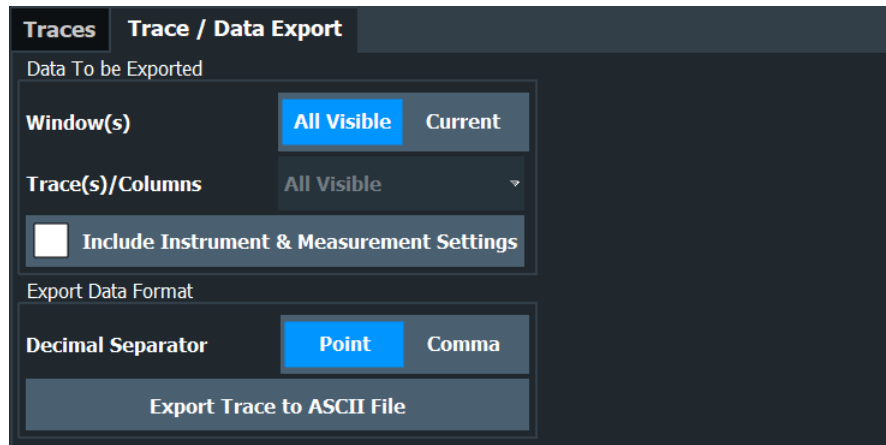 Traces Trace / Data Export
Data To be Exported
Window(s) All Visible Current
Trace(s)/Columns All Visible
Include Instrument & Measurement Settings
Export Data Format
Decimal Separator Point Comma
Export Trace to ASCII File